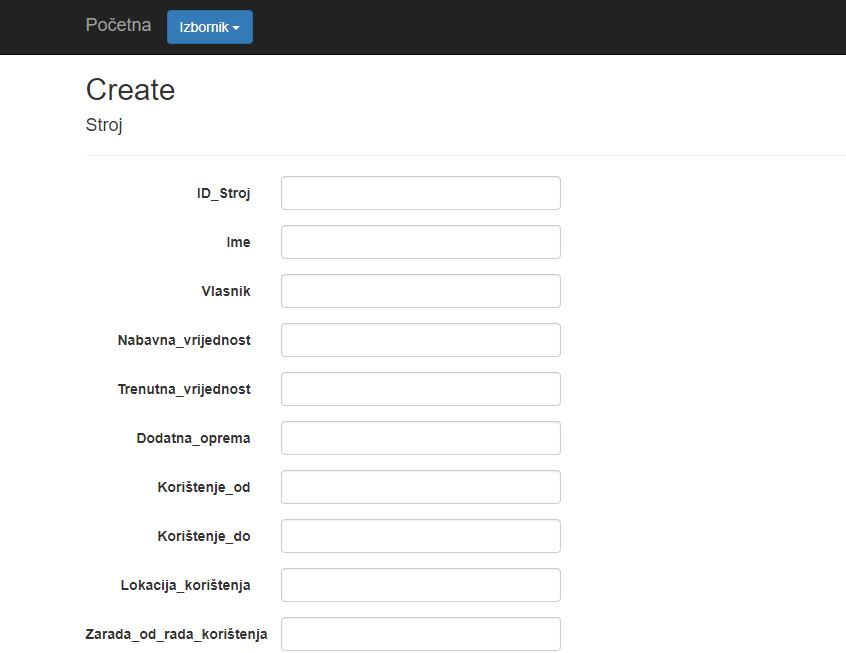 Početna Izbornik
Create
Stroj
ID_Stroj
Ime
Vlasnik
Nabavna_vrijednost
Trenutna_vrijednost
Dodatna_oprema
Korištenje_od
Korištenje_do
Lokacija_korištenja
Zarada_od_rada_korištenja